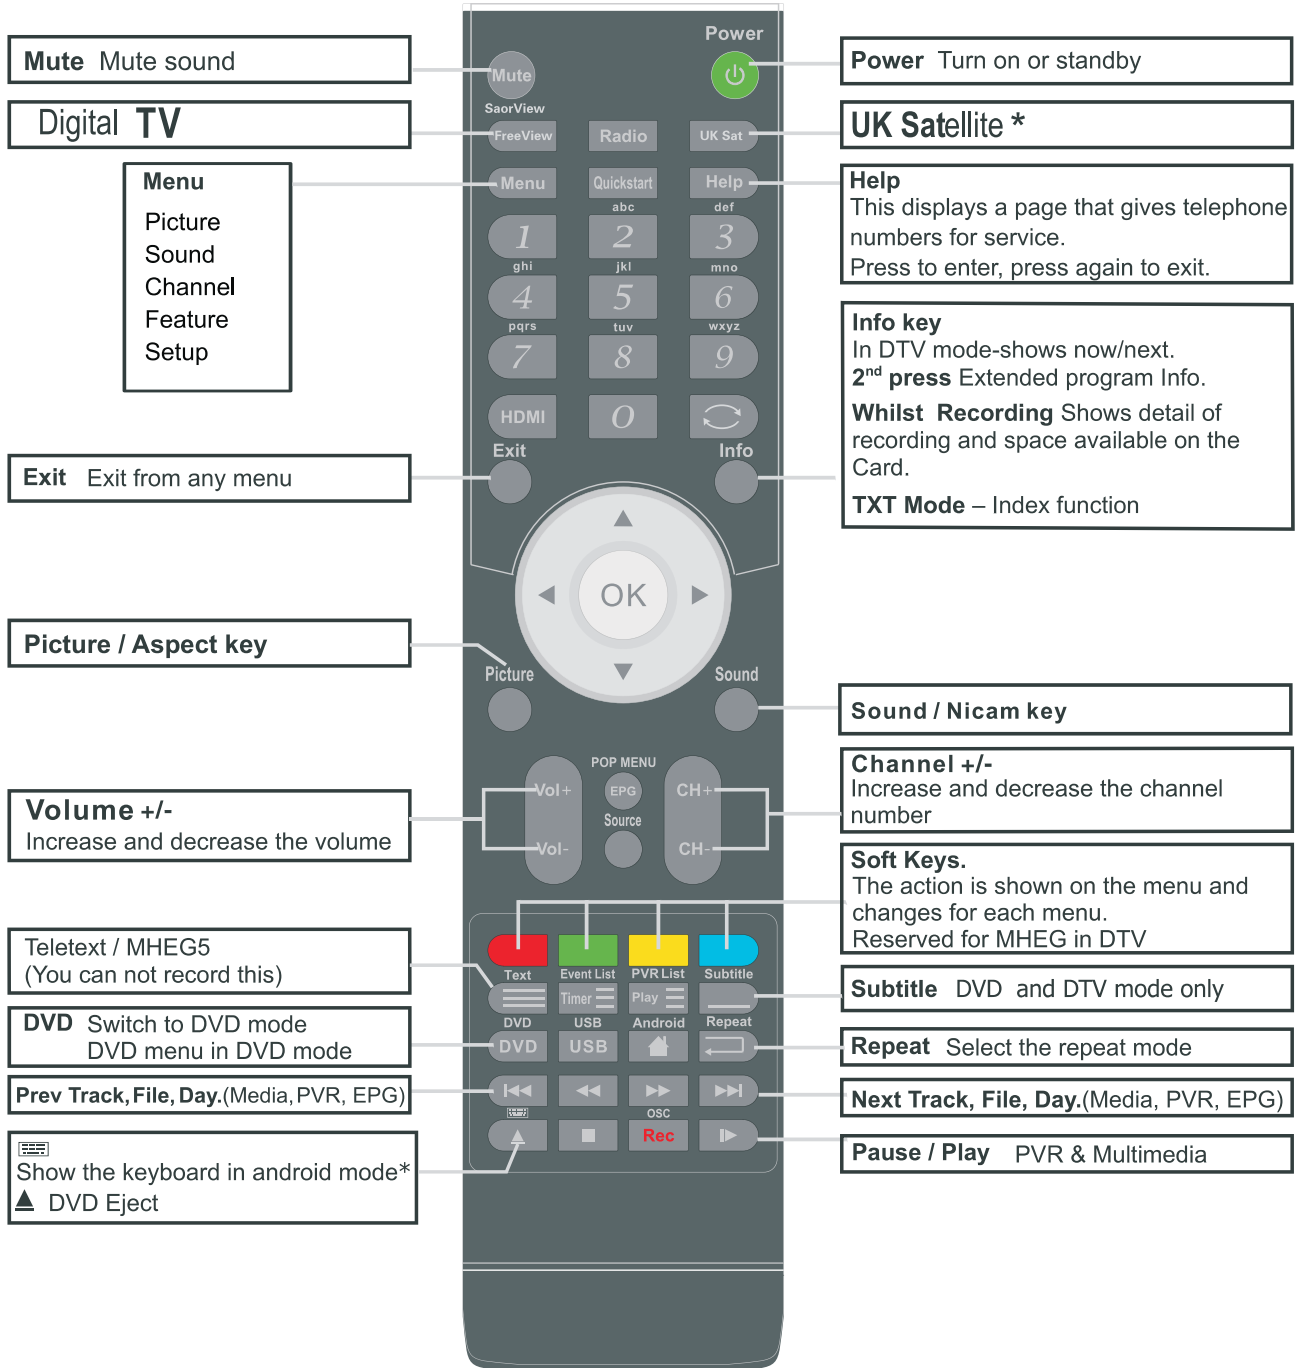 Mute Mute sound
Digital TV
Menu
Picture
Sound
Channel
Feature
Setup
Exit Exit from any menu
Picture / Aspect key
Volume +/-
Increase and decrease the volume
Teletext / MHEG5
(You can not record this)
DVD Switch to DVD mode
DVD menu in DVD mode
Prev Track, File, Day.(Media, PVR, EPG)
Show the keyboard in android mode*
DVD Eject
Power
Mute
SaorView
FreeView Radio UK Sat
Menu Quickstart Help
abc def
1 2 3
ghi jkl mno
4 5 6
pqrs tuv wxyz
7 8 9
HDMI 0
Exit Info
OK
Picture Sound
POP MENU
Vol+ EPG CH+
Source
Vol- CH-
Text Event List PVR List Subtitle
Timer Play
DVD USB Android Repeat
DVD USB
OSC
Rec
Power Turn on or standby
UK Satellite *
Help
This displays a page that gives telephone
numbers for service.
Press to enter, press again to exit.
Info key
In DTV mode-shows now/next.
2nd press Extended program Info.
Whilst Recording Shows detail of
recording and space available on the
Card.
TXT Mode – Index function
Sound / Nicam key
Channel +/-
Increase and decrease the channel
number
Soft Keys.
The action is shown on the menu and
changes for each menu.
Reserved for MHEG in DTV
Subtitle DVD and DTV mode only
Repeat Select the repeat mode
Next Track, File, Day.(Media, PVR, EPG)
Pause / Play PVR & Multimedia